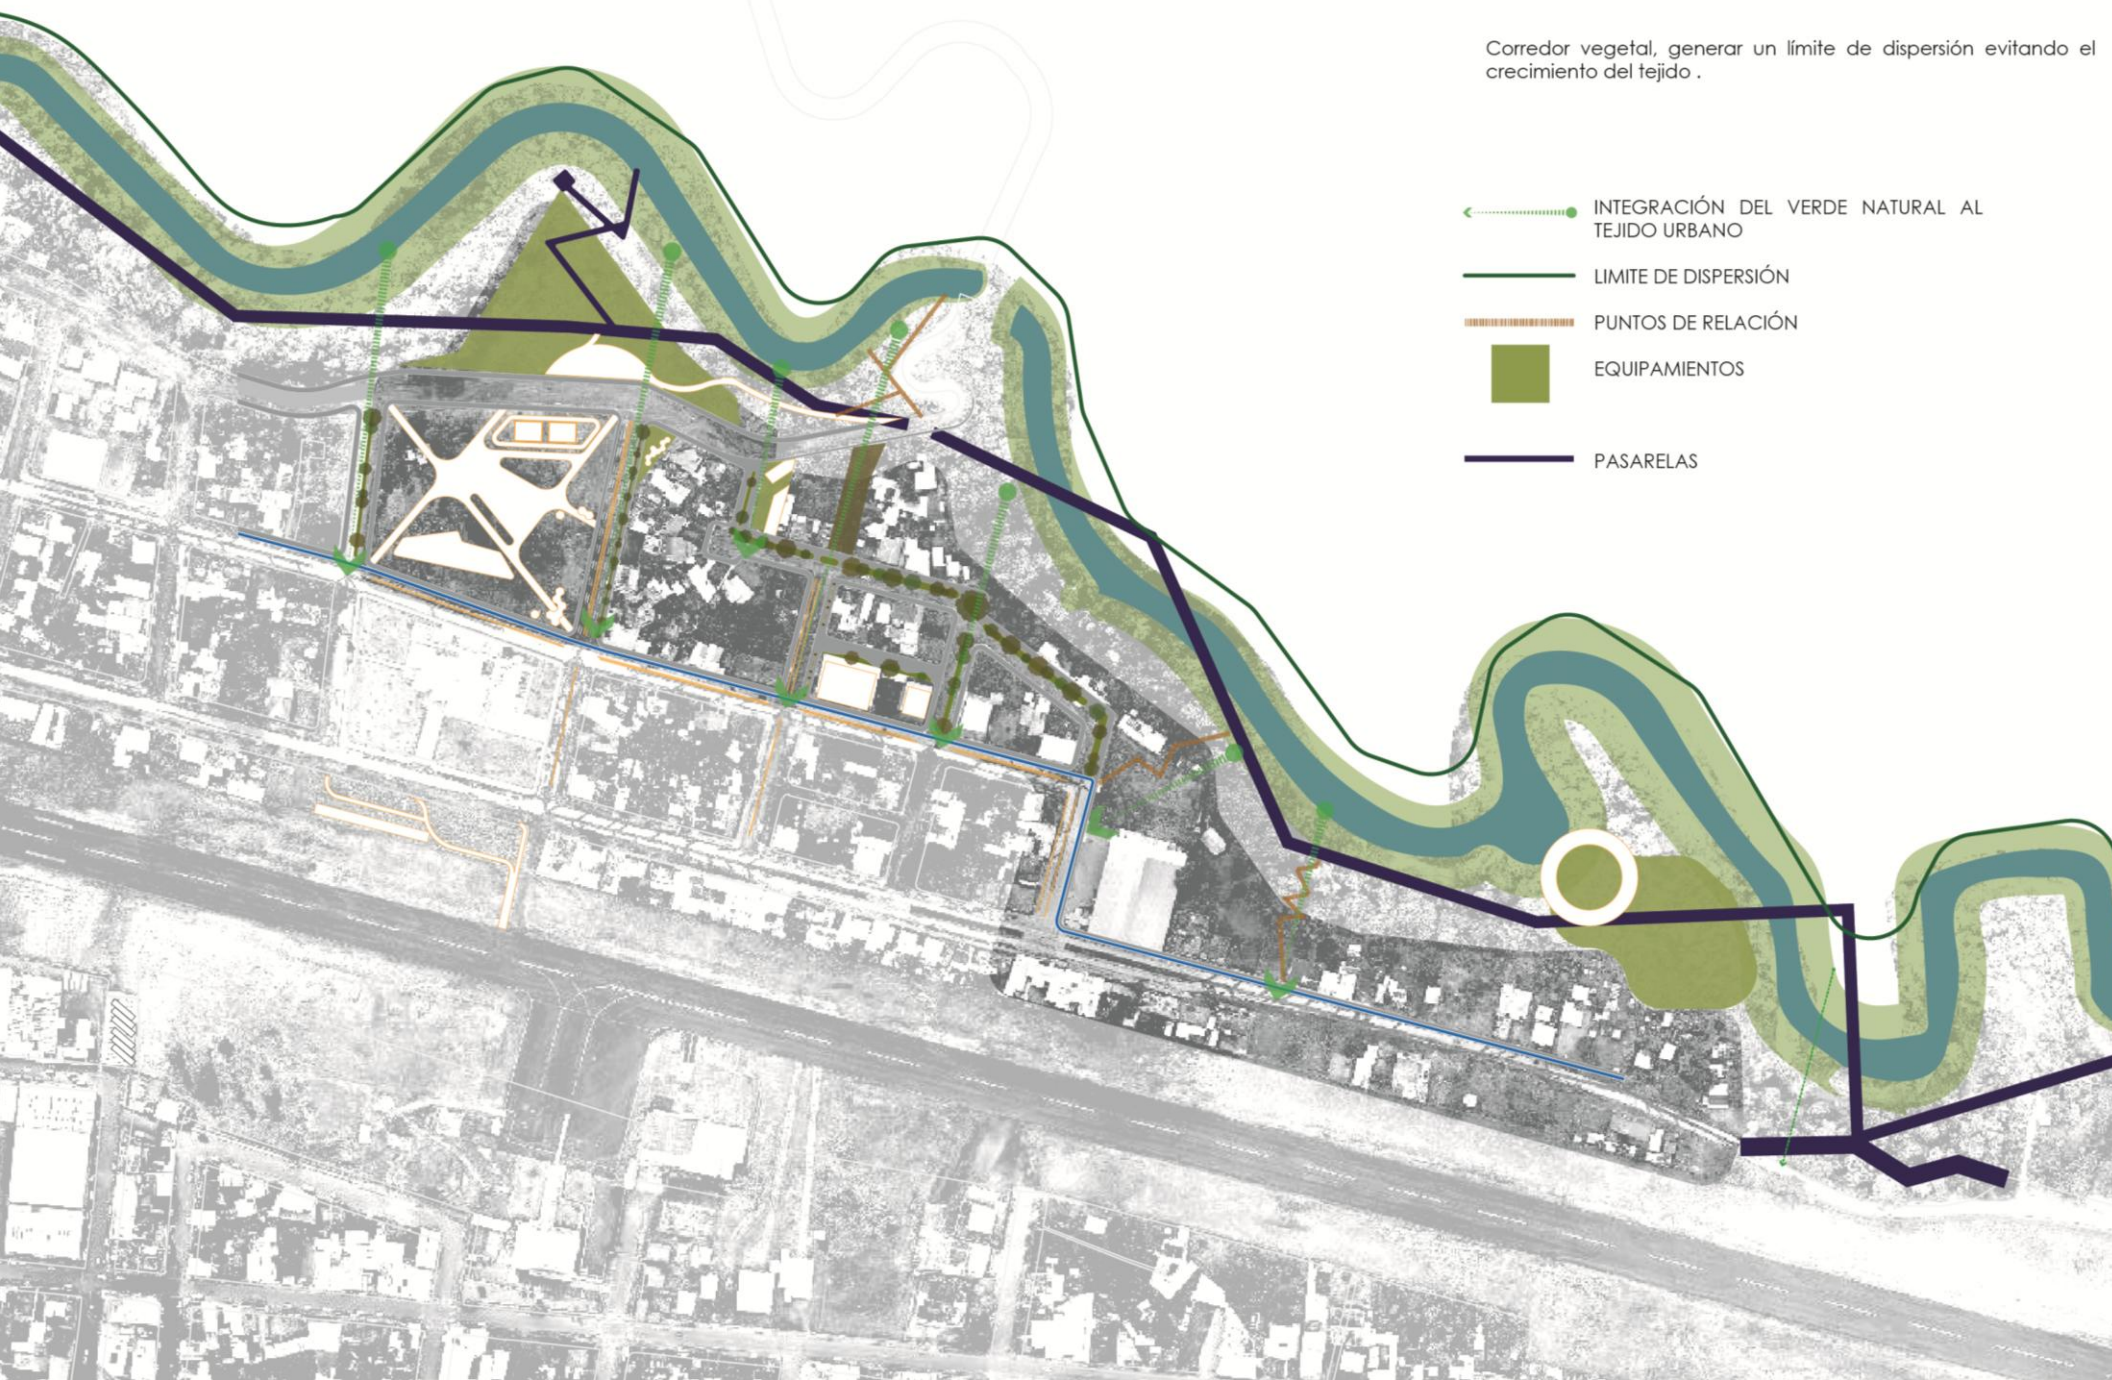 Corredor vegetal, generar un límite de dispersión evitando el
crecimiento del tejido .
INTEGRACIÓN DEL VERDE NATURAL AL
TEJIDO URBANO
LIMITE DE DISPERSIÓN
PUNTOS DE RELACIÓN
EQUIPAMIENTOS
PASARELAS